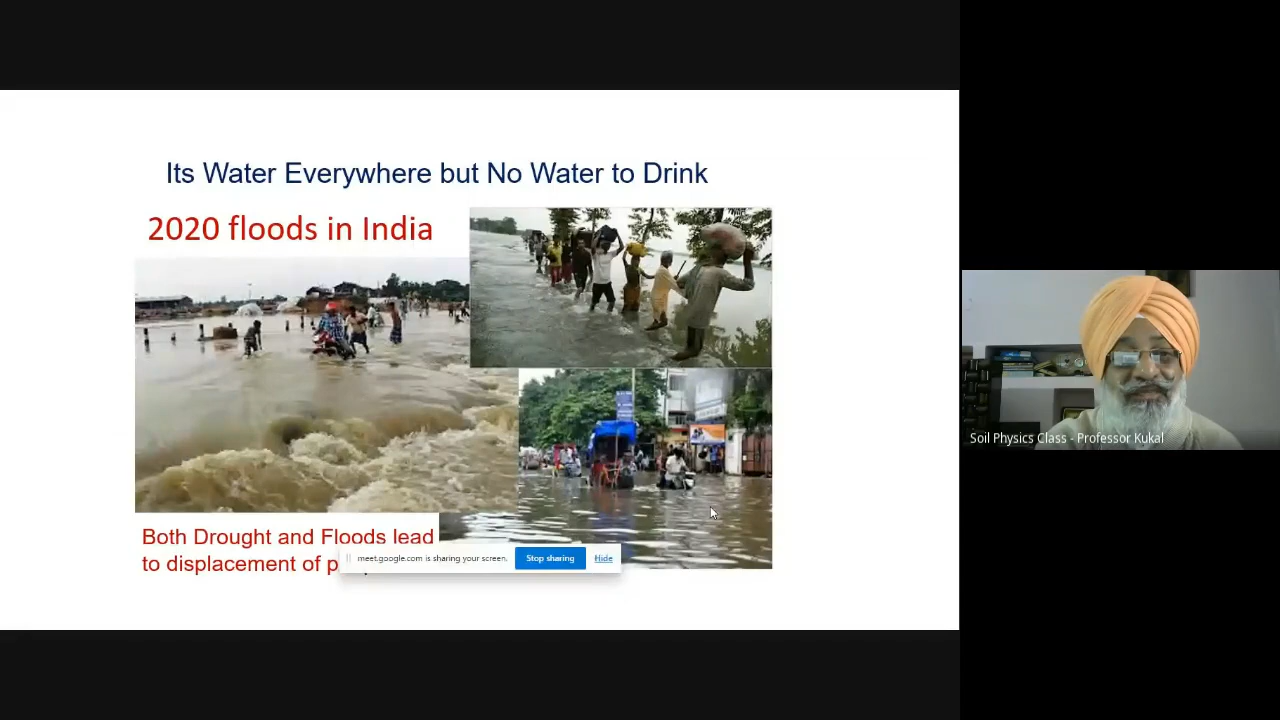 Its Water Everywhere but No Water to Drink
2020 floods in India
Both Drought and Floods lead
to displacement of p
meet.google.com is sharing your screen.
Stop sharing
Hide
Soil Physics Class - Professor Kukal